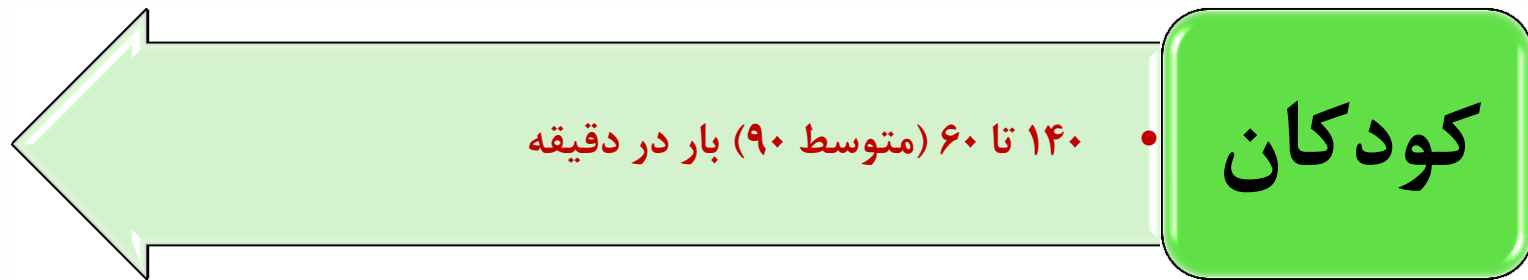 کودکان
• ۱۴۰ تا ۶۰ (متوسط ۹۰) بار در دقیقه